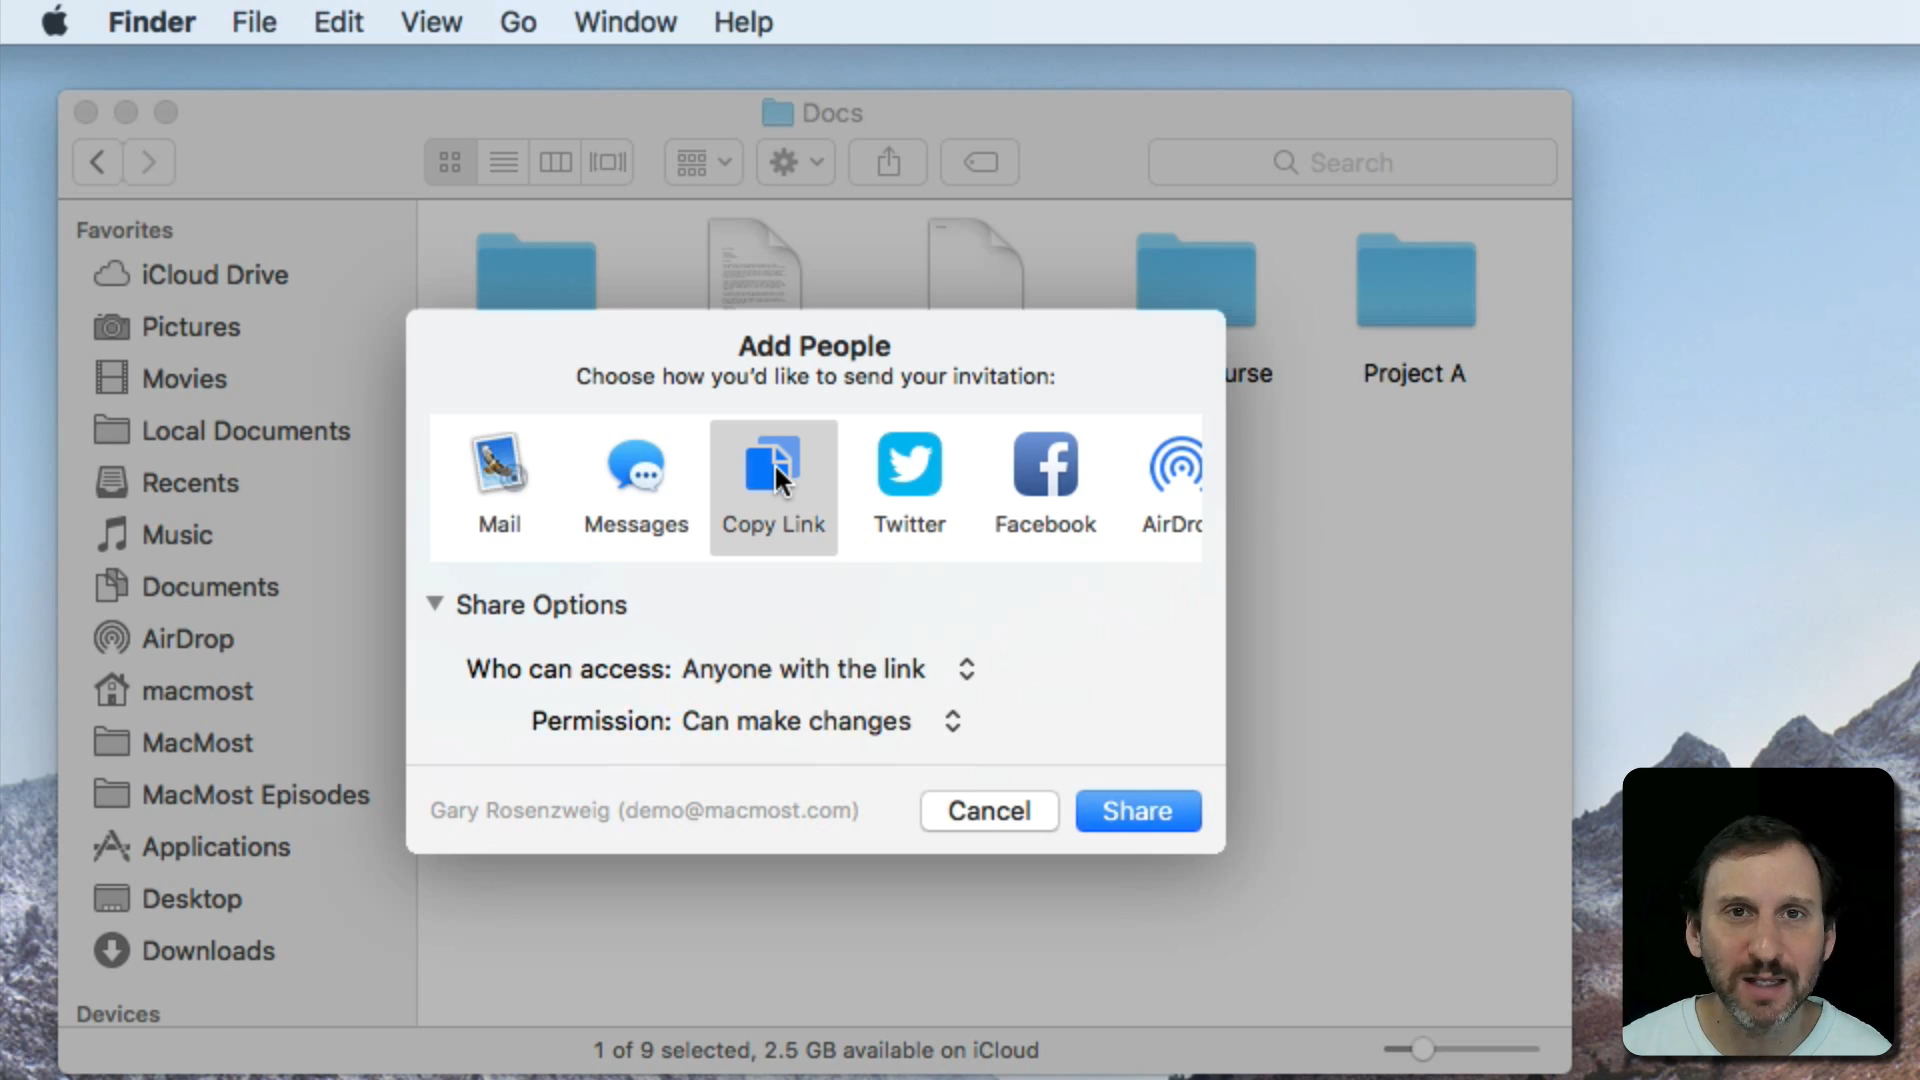 Finder File Edit View Go Window Help
Docs
Search
Favorites
iCloud Drive
Pictures
Movies
Local Documents
Recents
Music
Documents
AirDrop
macmost
MacMost
MacMost Episodes
Applications
Desktop
Downloads
Devices
urse
Project A
Add People
Choose how you'd like to send your invitation:
Mail Messages Copy Link Twitter Facebook AirDro
Share Options
Who can access: Anyone with the link
Permission: Can make changes
Gary Rosenzweig (demo@macmost.com)
Cancel
Share
1 of 9 selected, 2.5 GB available on iCloud